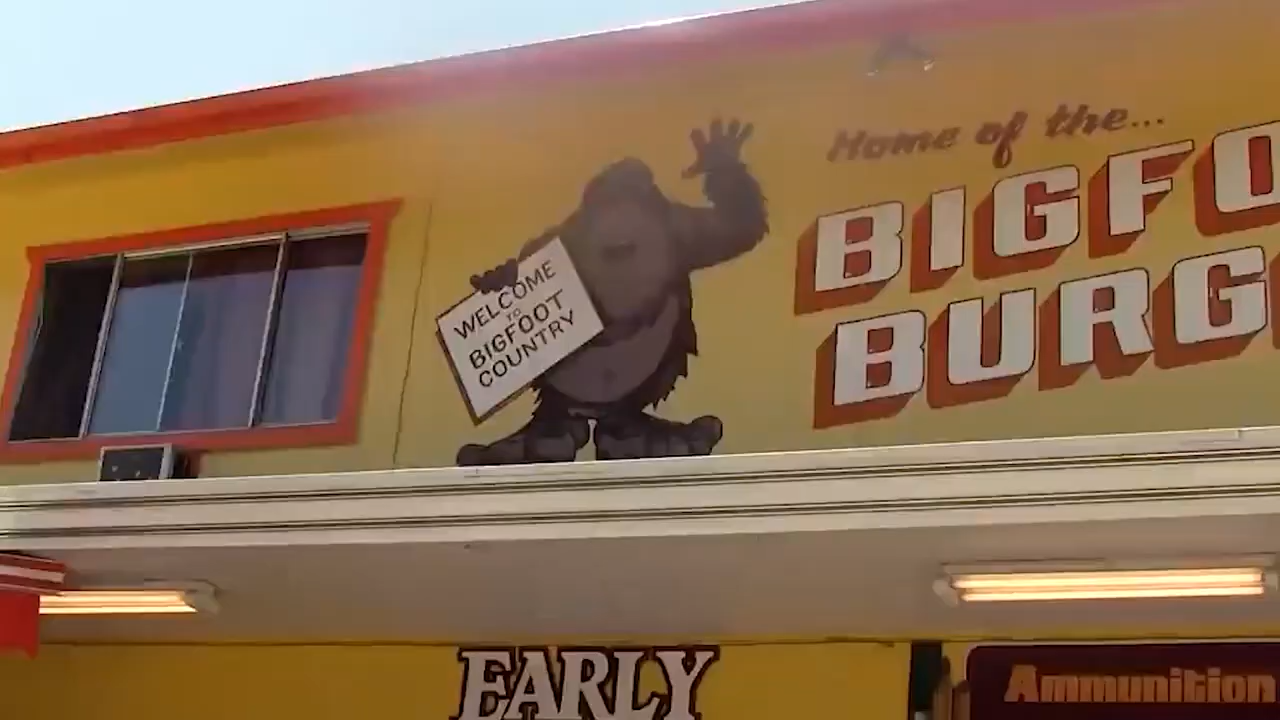 Home of the...
BIGFO
BURG
WELCOME
TO
BIGFOOT
COUNTRY
EARLY
Ammunition